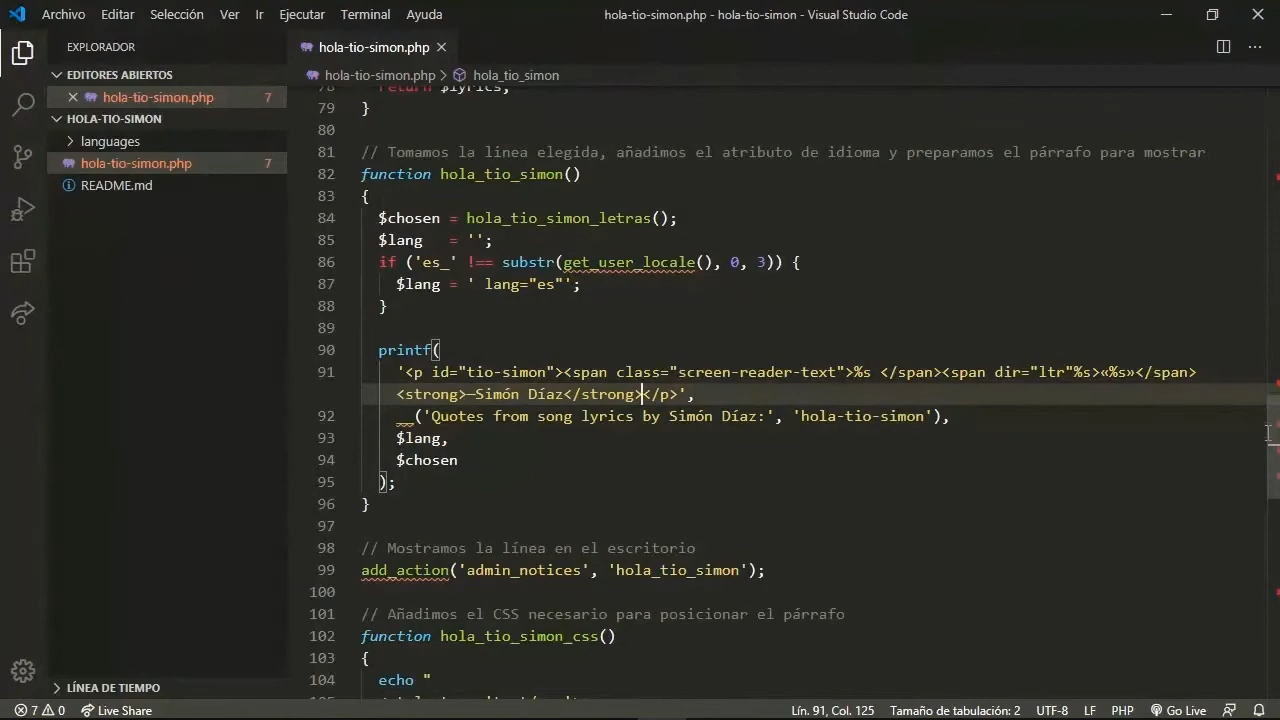 Archivo Editar Selección Ver Ir Ejecutar Terminal Ayuda hola-tio-simon.php - hola-tio-simon - Visual Studio Code
EXPLORADOR
EDITORES ABIERTOS
hola-tio-simon.php 7
HOLA-TIO-SIMON
languages
hola-tio-simon.php 7
README.md
LÍNEA DE TIEMPO
hola-tio-simon.php
hola-tio-simon.php > hola_tio_simon
78 return $lyrics;
79 }
80
81 // Tomamos la línea elegida, añadimos el atributo de idioma y preparamos el párrafo para mostrar
82 function hola_tio_simon()
83 {
84 $chosen = hola_tio_simon_letras();
85 $lang = '';
86 if ('es_' !== substr(get_user_locale(), 0, 3)) {
87 $lang = ' lang="es"';
88 }
89
90 printf(
91 '<p id="tio-simon"><span class="screen-reader-text">%s </span><span dir="ltr"%s>«%s»</span>
<strong>—Simón Díaz</strong></p>',
92 __('Quotes from song lyrics by Simón Díaz:', 'hola-tio-simon'),
93 $lang,
94 $chosen
95 );
96 }
97
98 // Mostramos la línea en el escritorio
99 add_action('admin_notices', 'hola_tio_simon');
100
101 // Añadimos el CSS necesario para posicionar el párrafo
102 function hola_tio_simon_css()
103 {
104 echo "
7 0 Live Share Lín. 91, Col. 125 Tamaño de tabulación: 2 UTF-8 LF PHP Go Live